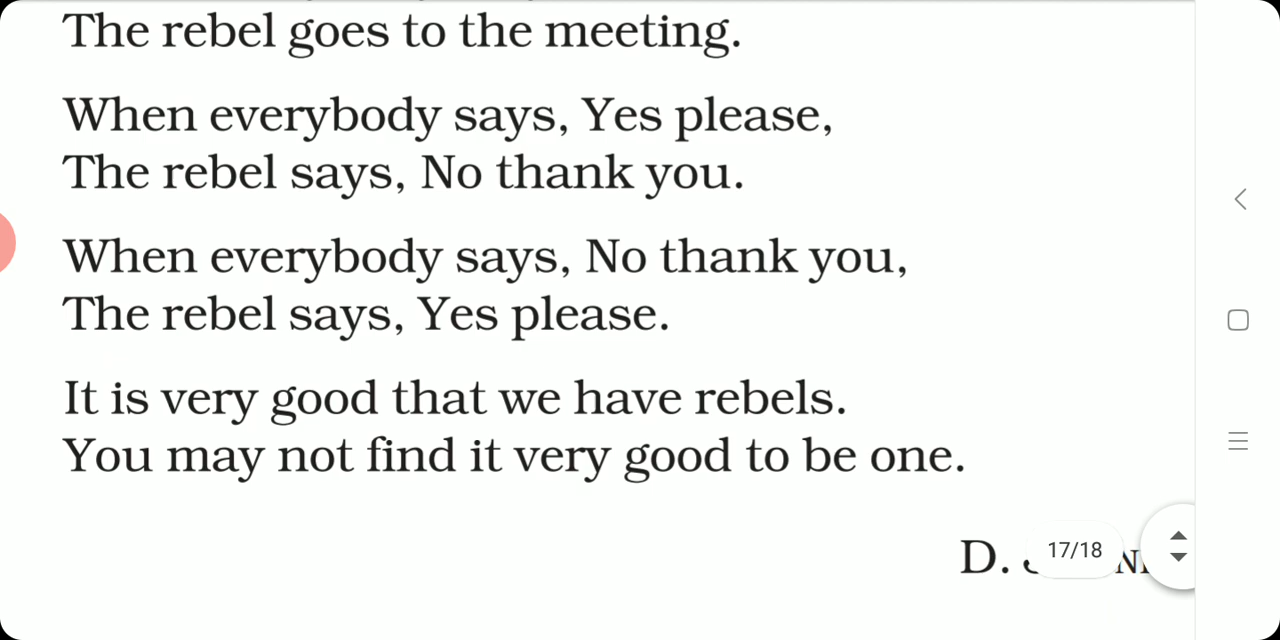 The rebel goes to the meeting.
When everybody says, Yes please,
The rebel says, No thank you.
When everybody says, No thank you,
The rebel says, Yes please.
It is very good that we have rebels.
You may not find it very good to be one.
D.
17/18